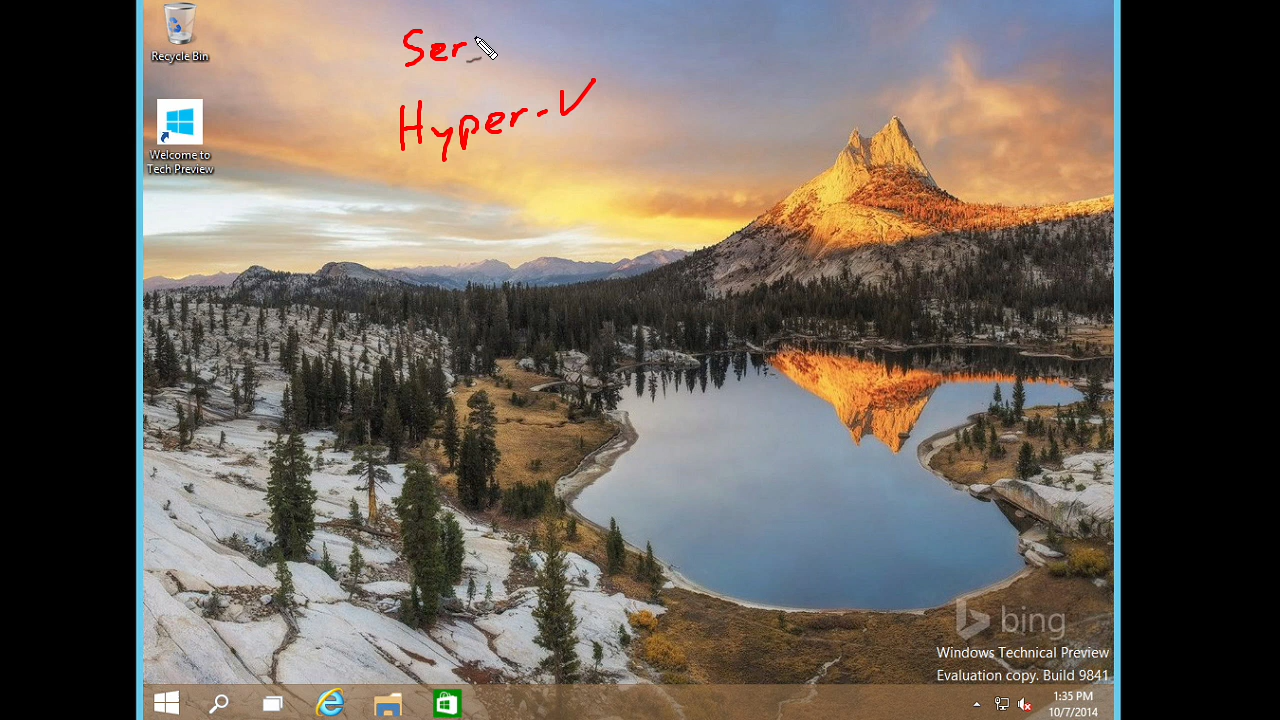 Recycle Bin
Ser
Hyper-V
Welcome to
Tech Preview
bing
Windows Technical Preview
Evaluation copy. Build 9841
1:35 PM
10/7/2014